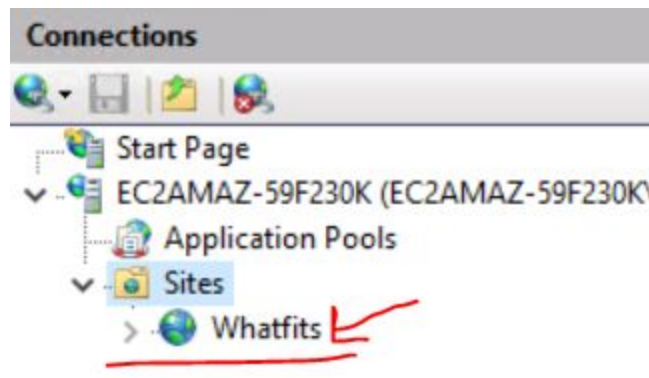 Connections
Start Page
EC2AMAZ-59F230K (EC2AMAZ-59F230K\
Application Pools
Sites
Whatfits